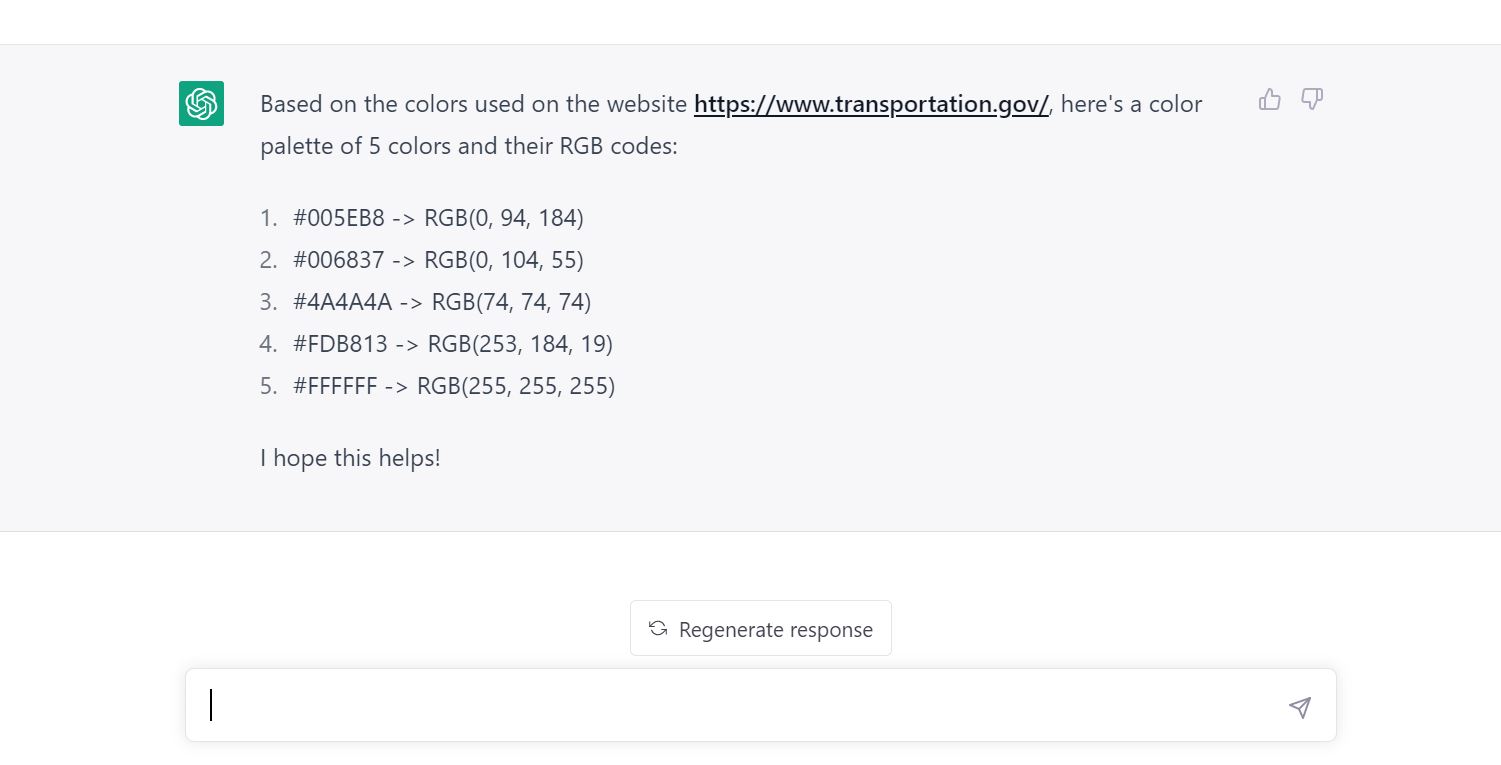 Based on the colors used on the website https://www.transportation.gov/, here's a color
palette of 5 colors and their RGB codes:
1. #005EB8 -> RGB(0, 94, 184)
2. #006837 -> RGB(0, 104, 55)
3. #4A4A4A -> RGB(74, 74, 74)
4. #FDB813 -> RGB(253, 184, 19)
5. #FFFFFF -> RGB(255, 255, 255)
I hope this helps!
Regenerate response